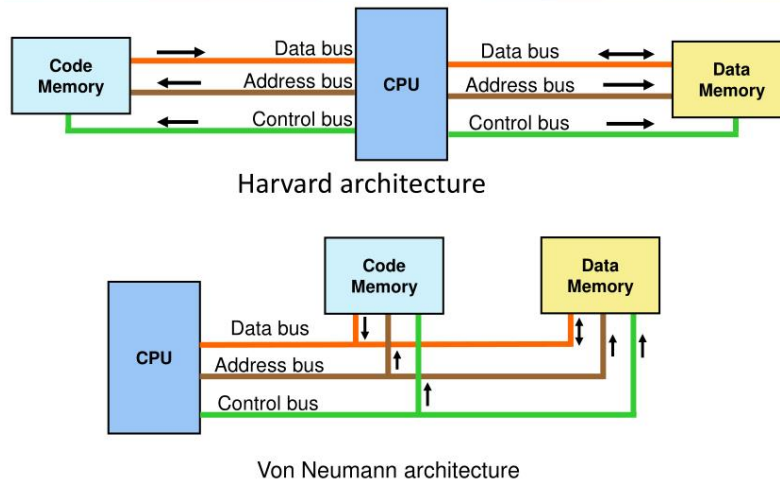 Code
Memory
Data bus
Address bus
Control bus
CPU
Data bus
Address bus
Control bus
Data
Memory
Harvard architecture
Code
Memory
Data
Memory
CPU
Data bus
Address bus
Control bus
Von Neumann architecture